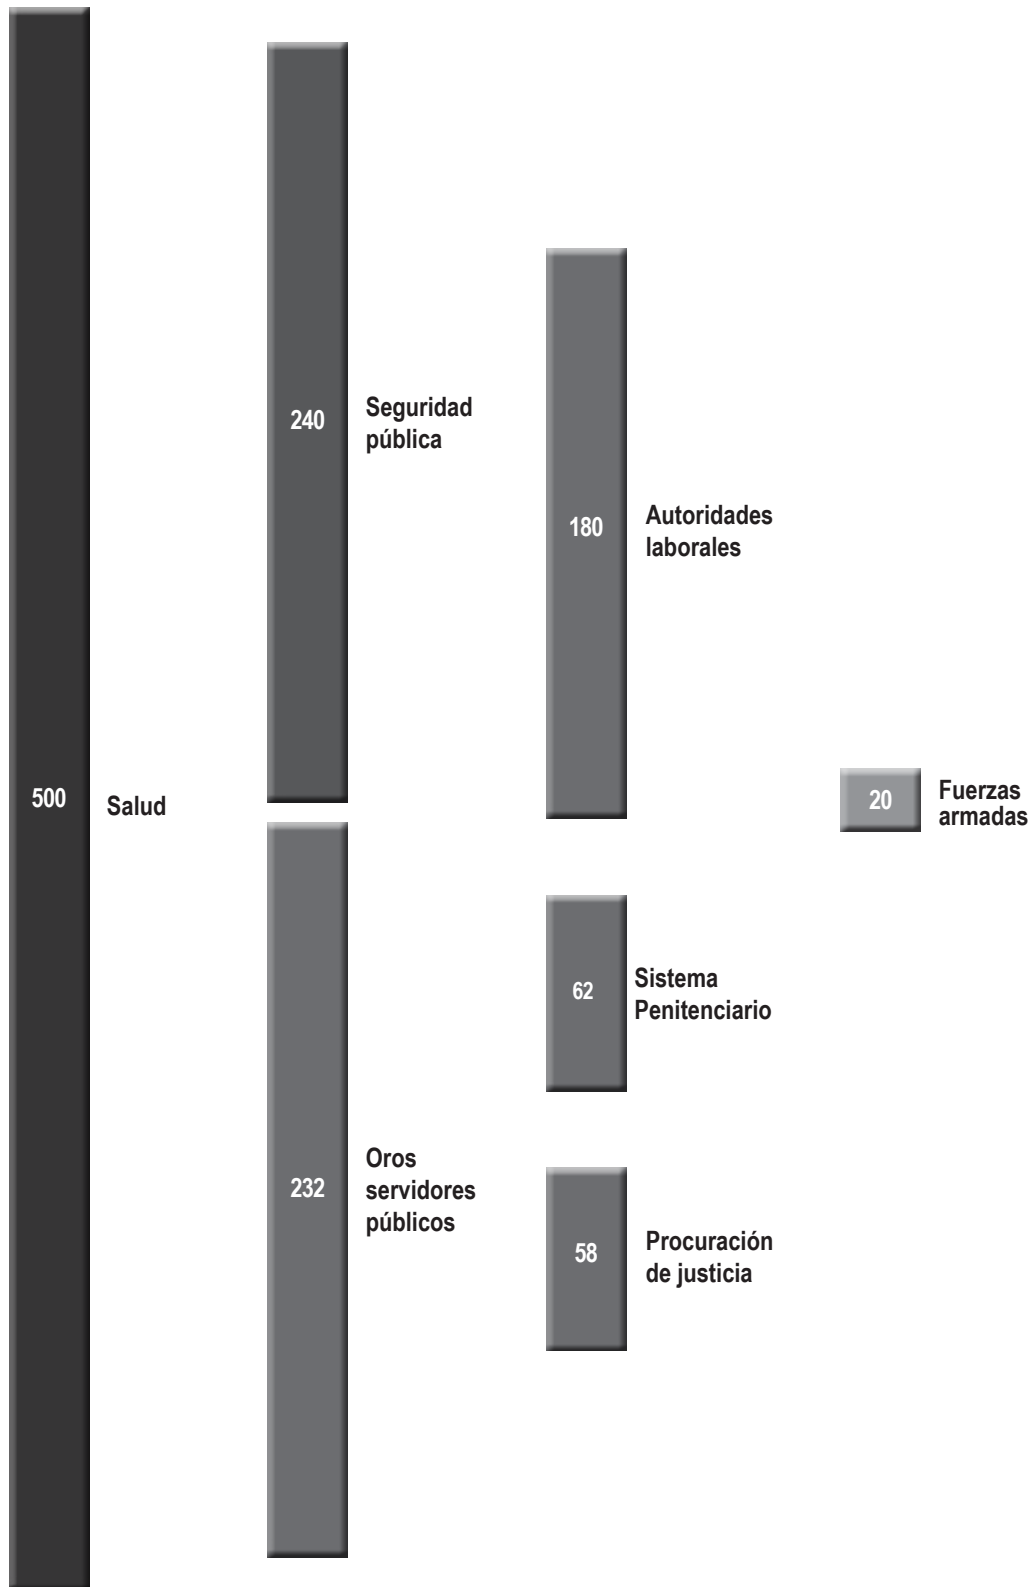 500
Salud
240
Seguridad
pública
232
Oros
servidores
públicos
180
Autoridades
laborales
62
Sistema
Penitenciario
58
Procuración
de justicia
20
Fuerzas
armadas